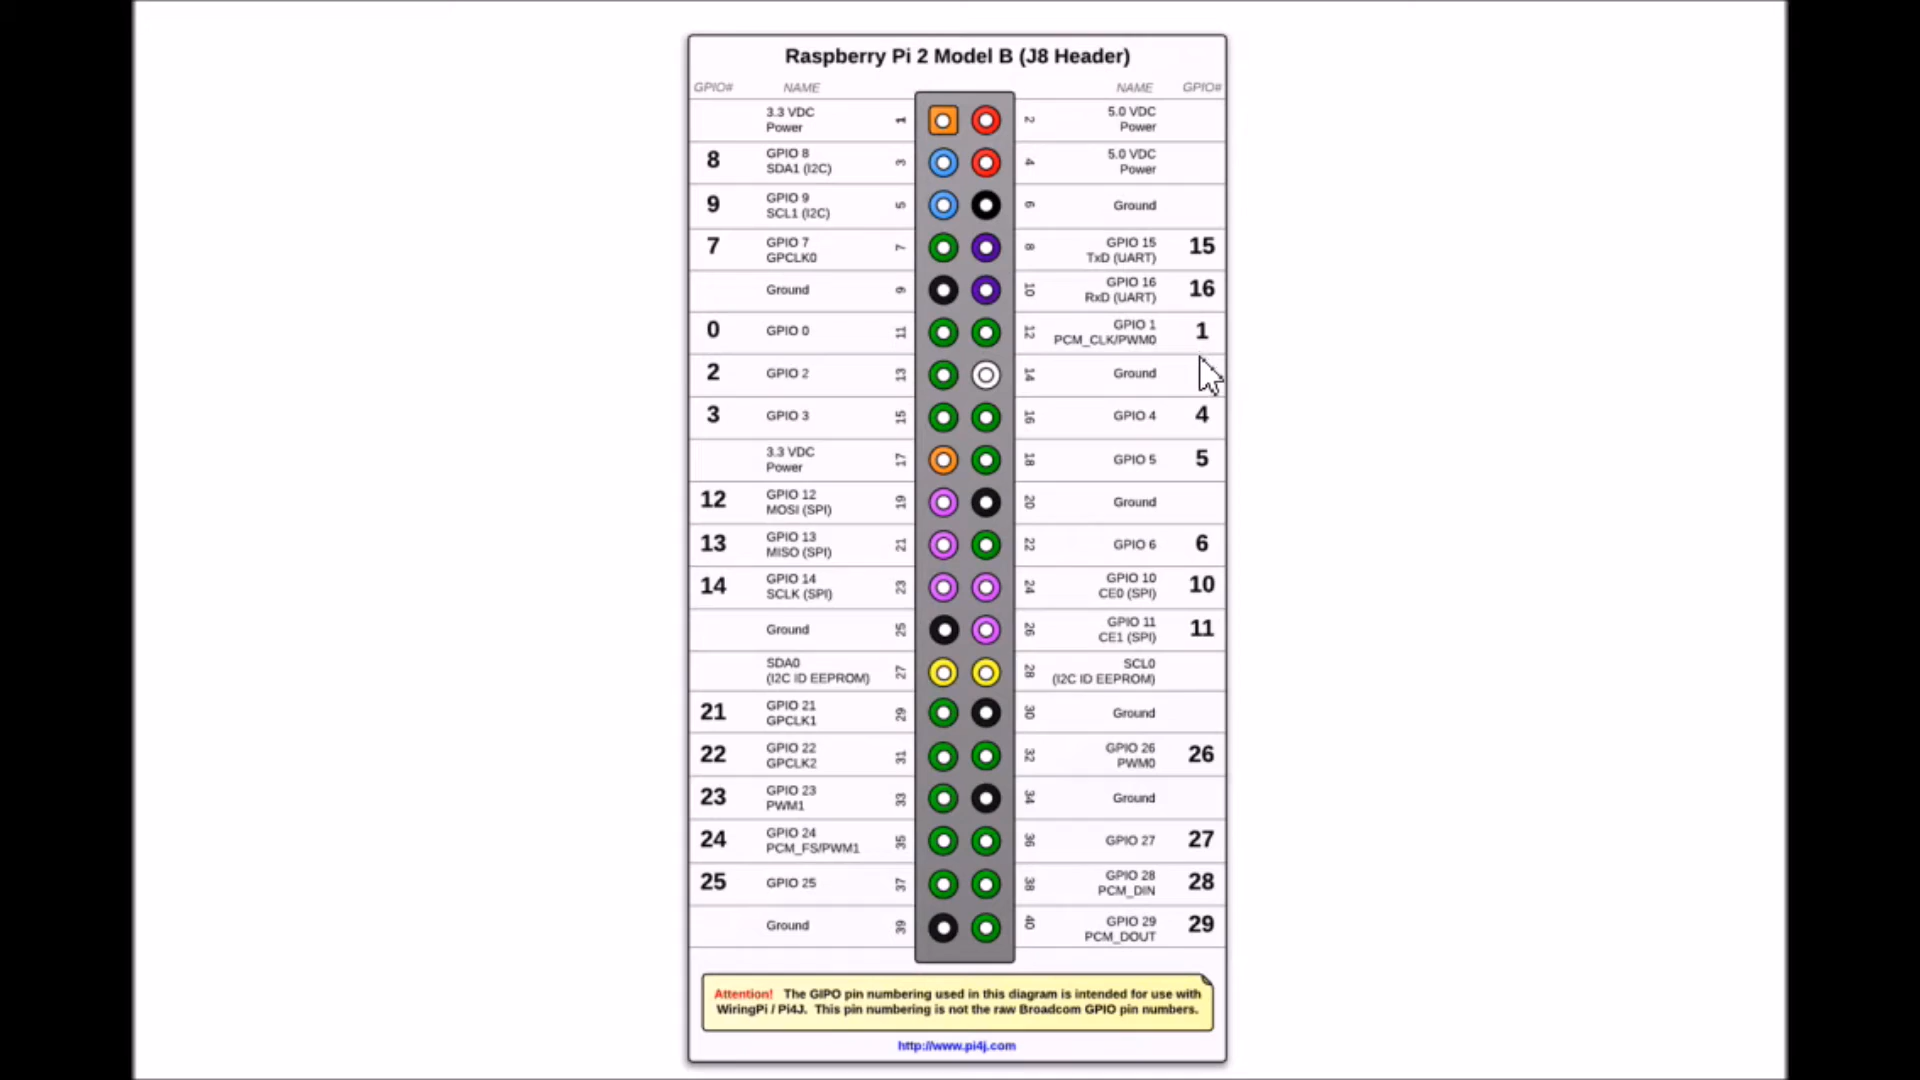 Raspberry Pi 2 Model B (J8 Header)
GPIO# NAME NAME GPIO#
3.3 VDC
Power 1 2 5.0 VDC
Power
8 GPIO 8
SDA1 (I2C) 3 4 5.0 VDC
Power
9 GPIO 9
SCL1 (I2C) 5 6 Ground
7 GPIO 7
GPCLK0 7 8 GPIO 15
TxD (UART) 15
Ground 9 10 GPIO 16
RxD (UART) 16
0 GPIO 0 11 12 GPIO 1
PCM_CLK/PWM0 1
2 GPIO 2 13 14 Ground
3 GPIO 3 15 16 GPIO 4 4
3.3 VDC
Power 17 18 GPIO 5 5
12 GPIO 12
MOSI (SPI) 19 20 Ground
13 GPIO 13
MISO (SPI) 21 22 GPIO 6 6
14 GPIO 14
SCLK (SPI) 23 24 GPIO 10
CE0 (SPI) 10
Ground 25 26 GPIO 11
CE1 (SPI) 11
SDA0
(I2C ID EEPROM) 27 28 SCL0
(I2C ID EEPROM)
21 GPIO 21
GPCLK1 29 30 Ground
22 GPIO 22
GPCLK2 31 32 GPIO 26
PWM0 26
23 GPIO 23
PWM1 33 34 Ground
24 GPIO 24
PCM_FS/PWM1 35 36 GPIO 27 27
25 GPIO 25 37 38 GPIO 28
PCM_DIN 28
Ground 39 40 GPIO 29
PCM_DOUT 29
Attention! The GIPO pin numbering used in this diagram is intended for use with
WiringPi / Pi4J. This pin numbering is not the raw Broadcom GPIO pin numbers.
http://www.pi4j.com